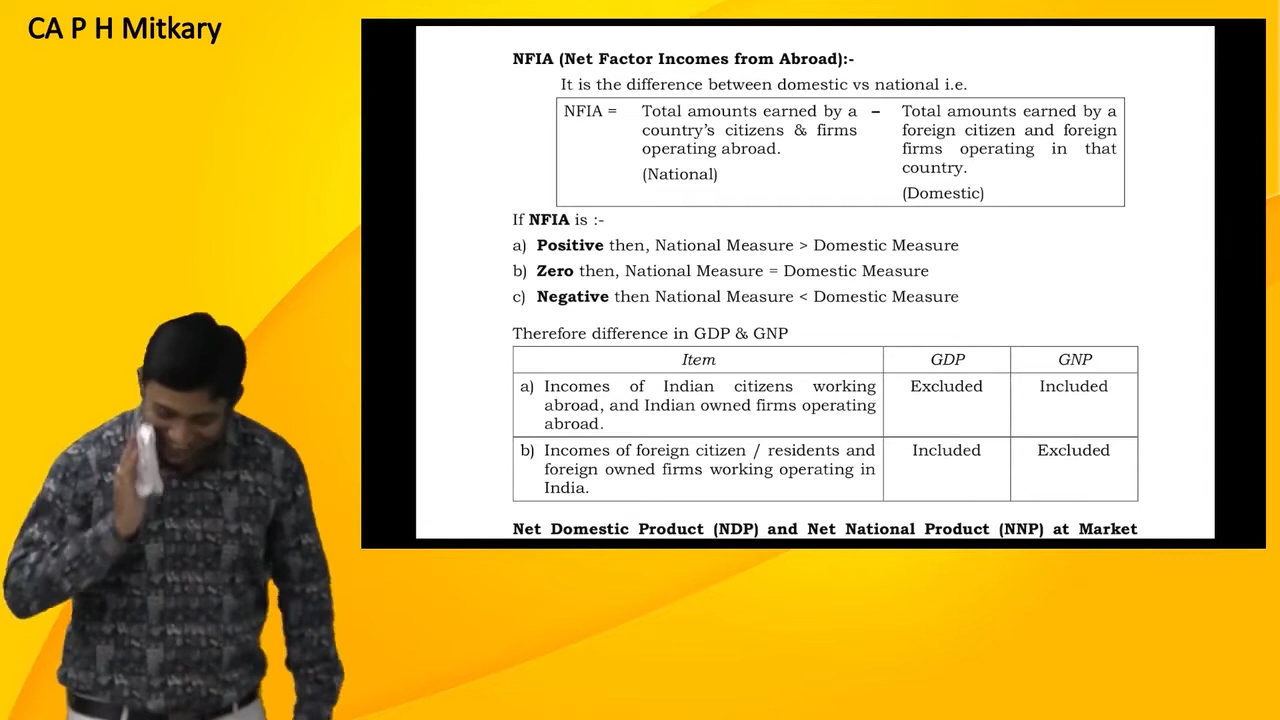 CA P H Mitkary
NFIA (Net Factor Incomes from Abroad):-
It is the difference between domestic vs national i.e.
NFIA = Total amounts earned by a – Total amounts earned by a
country's citizens & firms foreign citizen and foreign
operating abroad. firms operating in that
country.
(National)
(Domestic)
If NFIA is :-
a) Positive then, National Measure > Domestic Measure
b) Zero then, National Measure = Domestic Measure
c) Negative then National Measure < Domestic Measure
Therefore difference in GDP & GNP
Item GDP GNP
a) Incomes of Indian citizens working Excluded Included
abroad, and Indian owned firms operating
abroad.
b) Incomes of foreign citizen / residents and Included Excluded
foreign owned firms working operating in
India.
Net Domestic Product (NDP) and Net National Product (NNP) at Market